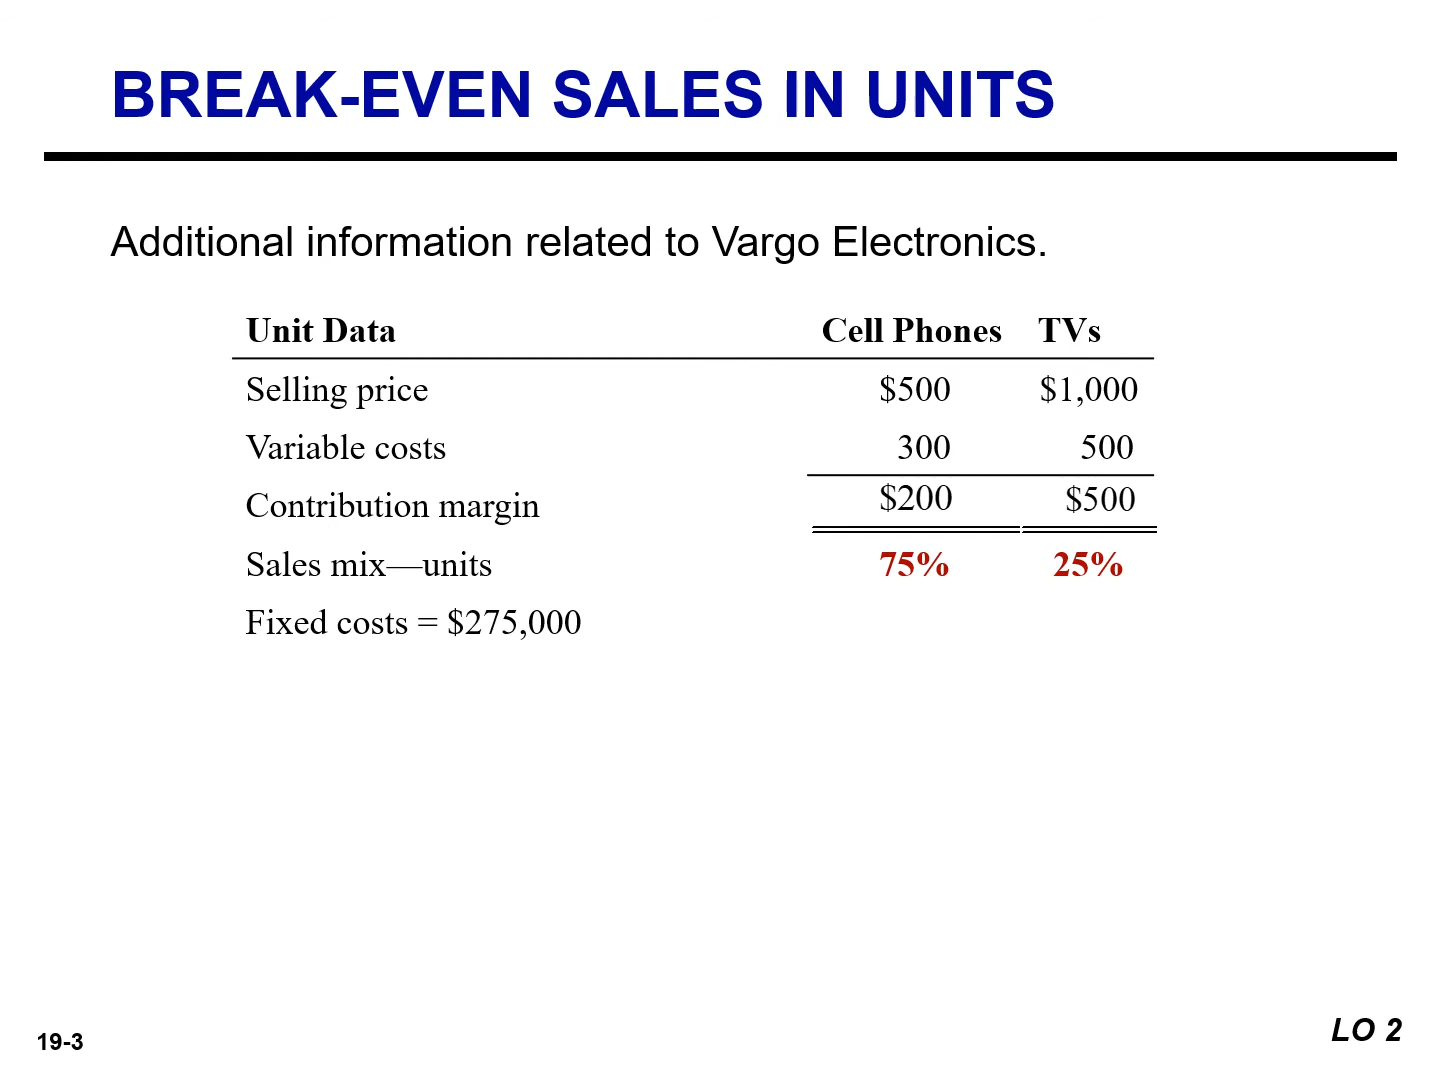 BREAK-EVEN SALES IN UNITS
Additional information related to Vargo Electronics.
Unit Data Cell Phones TVs
Selling price $500 $1,000
Variable costs 300 500
Contribution margin $200 $500
Sales mix—units 75% 25%
Fixed costs = $275,000
19-3
LO 2